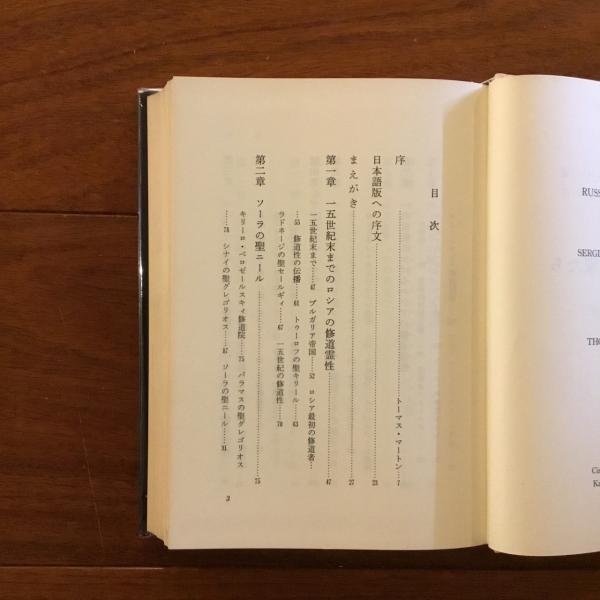 目次
序……トーマス・マートン…7
日本語版への序文……23
まえがき……27
第一章 一五世紀末までのロシアの修道霊性……47
一五世紀末まで……47 ブルガリア帝国……52 ロシア最初の修道者…
…55 修道性の伝播……61 トゥーロフの聖キリール……63
ラドネージの聖セールギィ……67 一五世紀の修道性……70
第二章 ソーラの聖ニール……75
キリーロ・ベロゼールスキィ修道院……75 パラマスの聖グレゴリオス
……78 シナイの聖グレゴリオス……87 ソーラの聖ニール……91
3
RUSS
SERGI
THO